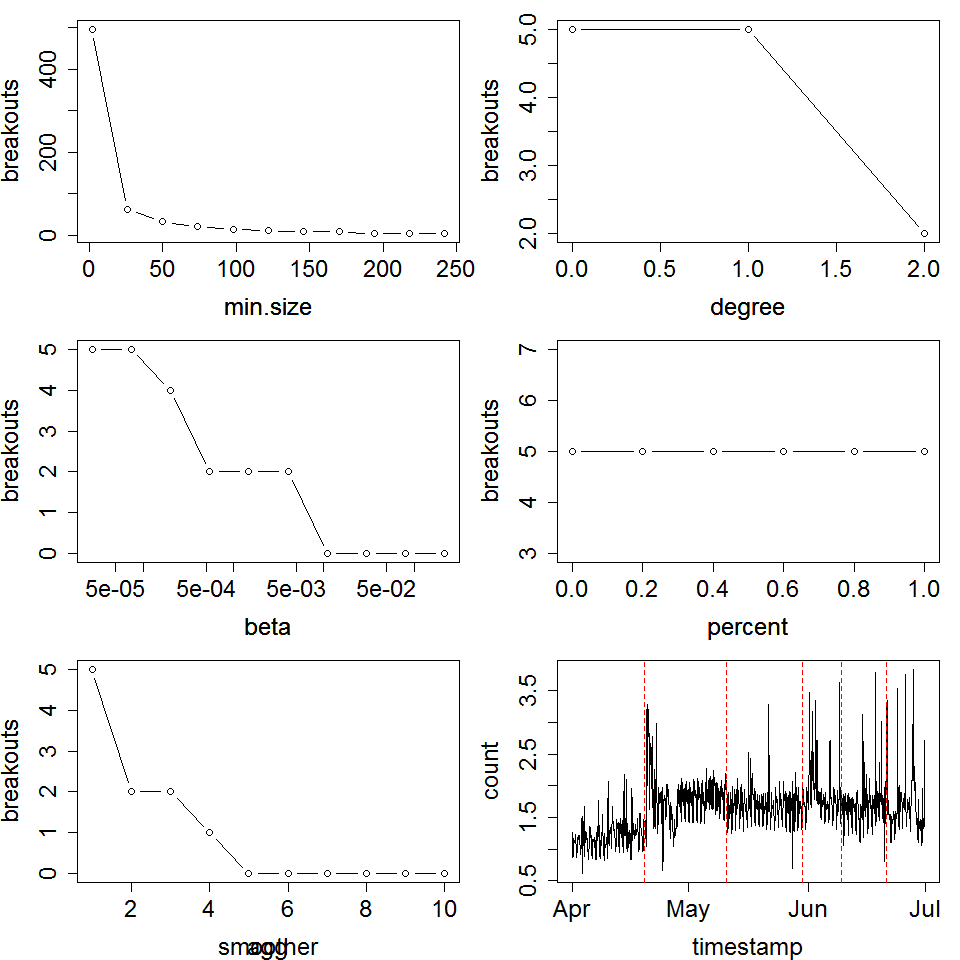 breakouts
0 200 400
0 50 100 150 200 250
min.size
breakouts
2.0 3.0 4.0 5.0
0.0 0.5 1.0 1.5 2.0
degree
breakouts
0 1 2 3 4 5
5e-05 5e-04 5e-03 5e-02
beta
breakouts
3 4 5 6 7
0.0 0.2 0.4 0.6 0.8 1.0
percent
breakouts
0 1 2 3 4 5
2 4 6 8 10
smoother
count
0.5 1.5 2.5 3.5
Apr May Jun Jul
timestamp